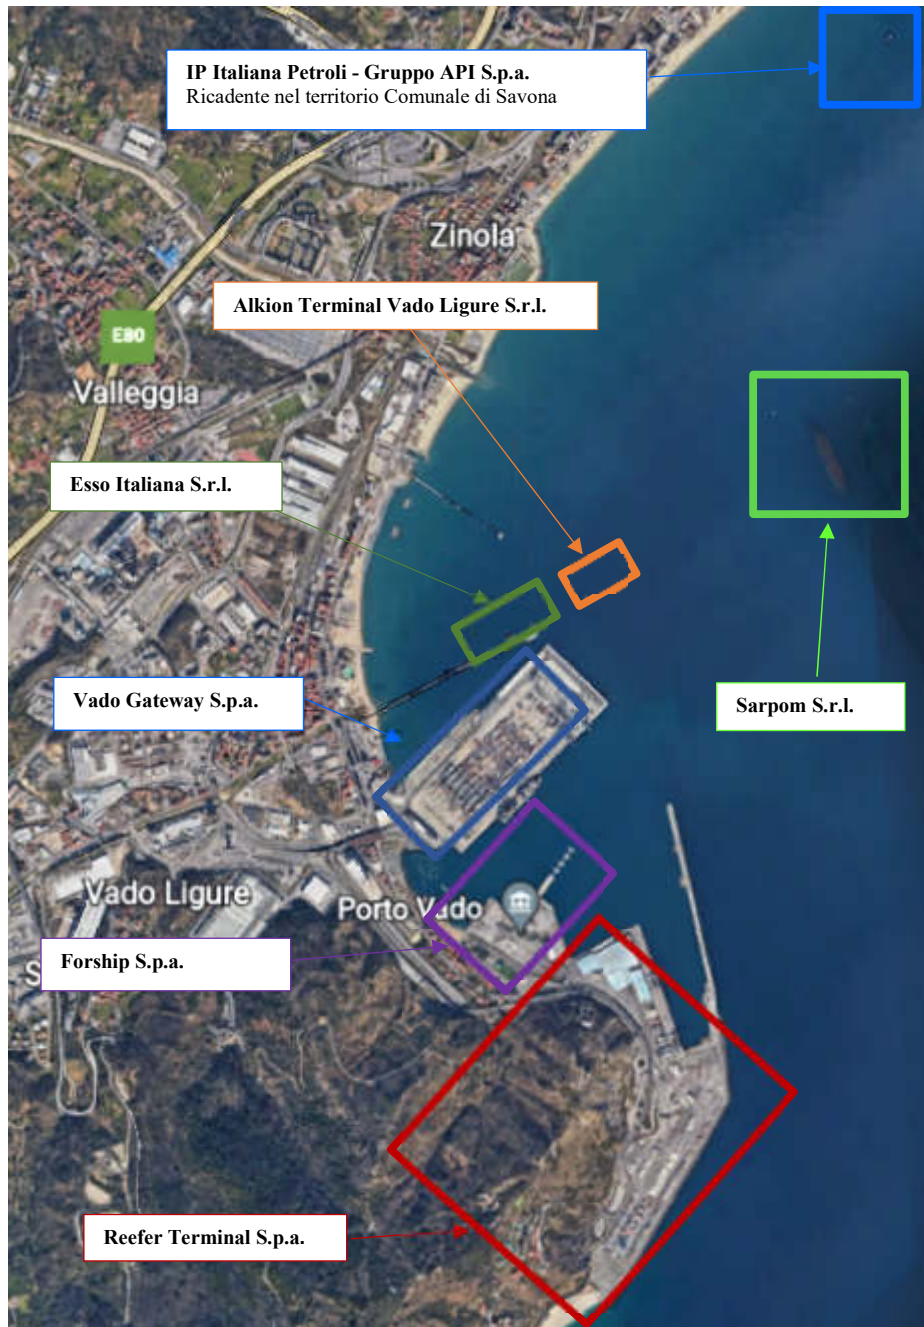 IP Italiana Petroli - Gruppo API S.p.a.
Ricadente nel territorio Comunale di Savona
Zinola
Alkion Terminal Vado Ligure S.r.l.
E80
Valleggia
Esso Italiana S.r.l.
Vado Gateway S.p.a.
Sarpom S.r.l.
Vado Ligure
Porto Vado
Forship S.p.a.
S
Reefer Terminal S.p.a.